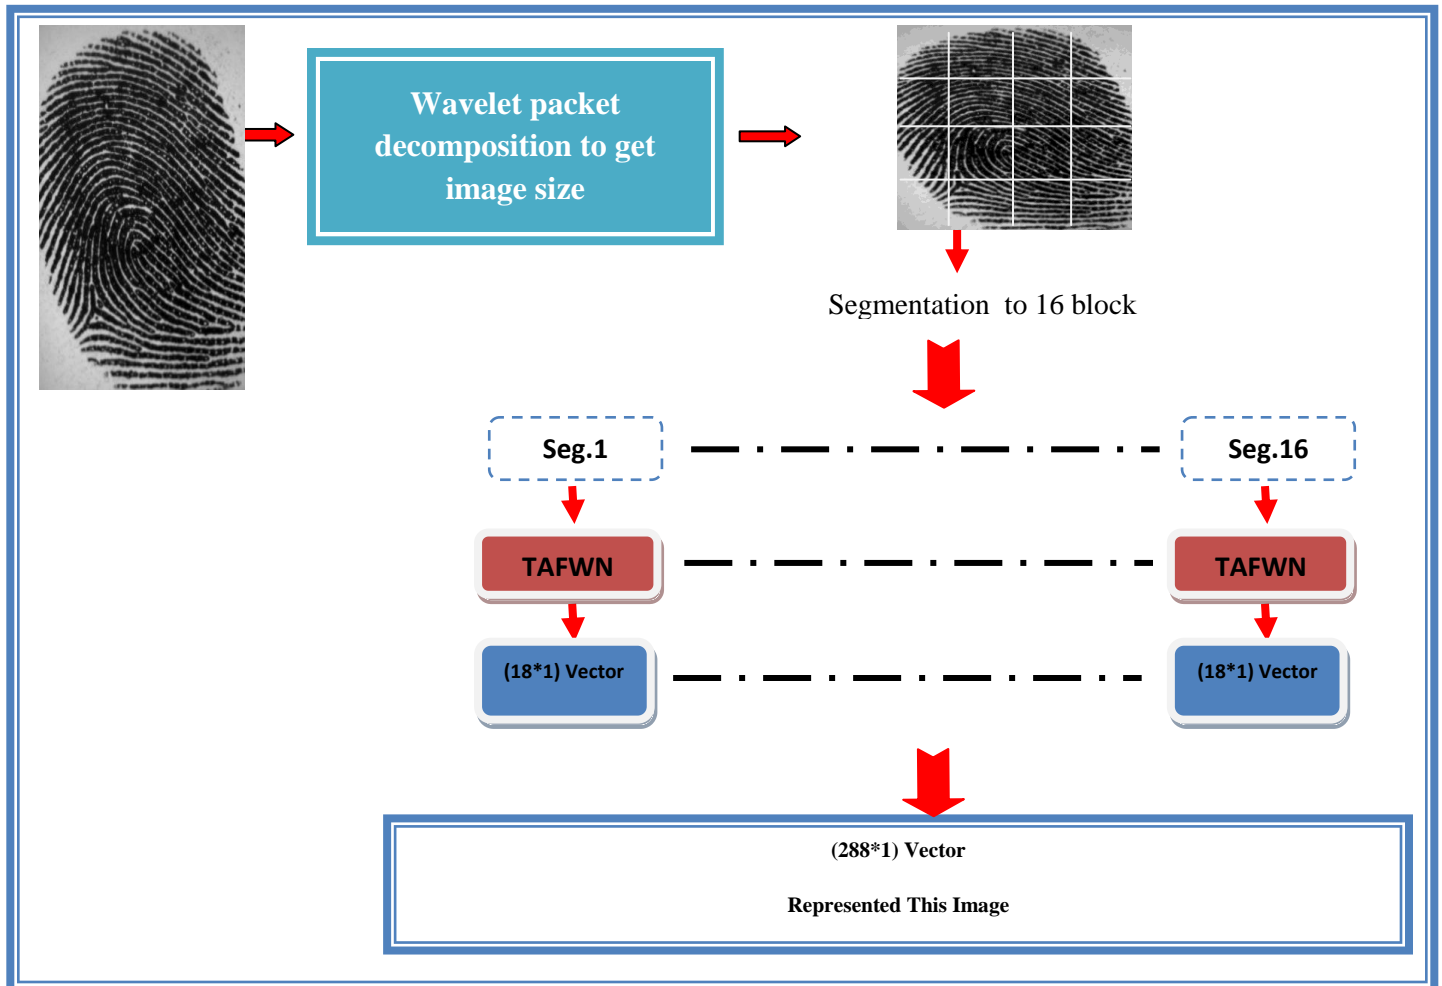 Wavelet packet
decomposition to get
image size
Segmentation to 16 block
Seg.1
Seg.16
TAFWN
TAFWN
(18*1) Vector
(18*1) Vector
(288*1) Vector
Represented This Image